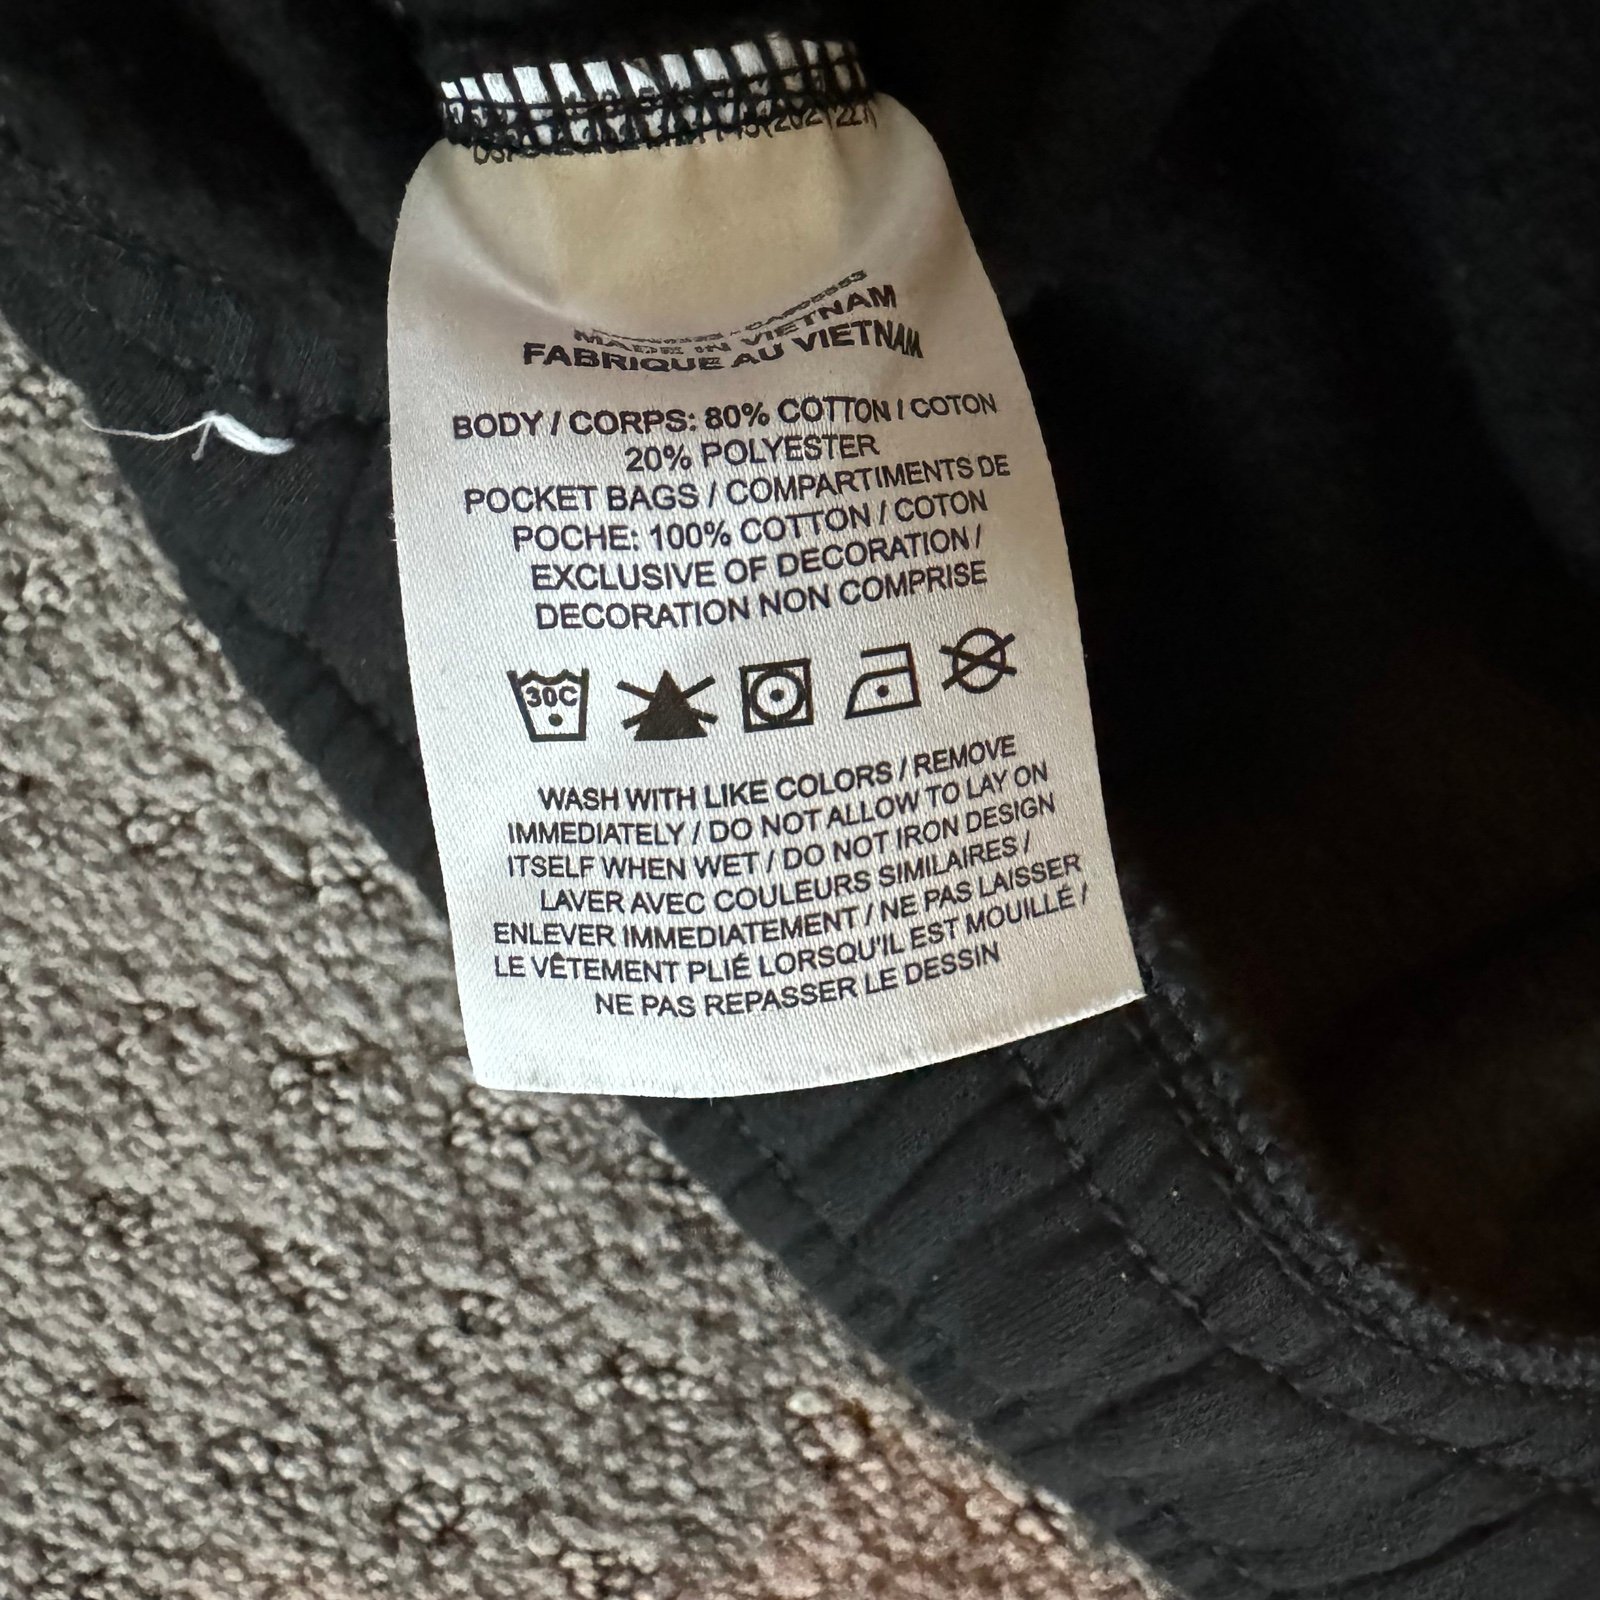 MADE IN VIETNAM
FABRIQUE AU VIETNAM
BODY / CORPS: 80% COTTON / COTON
20% POLYESTER
POCKET BAGS / COMPARTIMENTS DE
POCHE: 100% COTTON / COTON
EXCLUSIVE OF DECORATION /
DECORATION NON COMPRISE
30C
WASH WITH LIKE COLORS / REMOVE
IMMEDIATELY / DO NOT ALLOW TO LAY ON
ITSELF WHEN WET / DO NOT IRON DESIGN
LAVER AVEC COULEURS SIMILAIRES /
ENLEVER IMMEDIATEMENT / NE PAS LAISSER
LE VÊTEMENT PLIÉ LORSQU'IL EST MOUILLÉ /
NE PAS REPASSER LE DESSIN